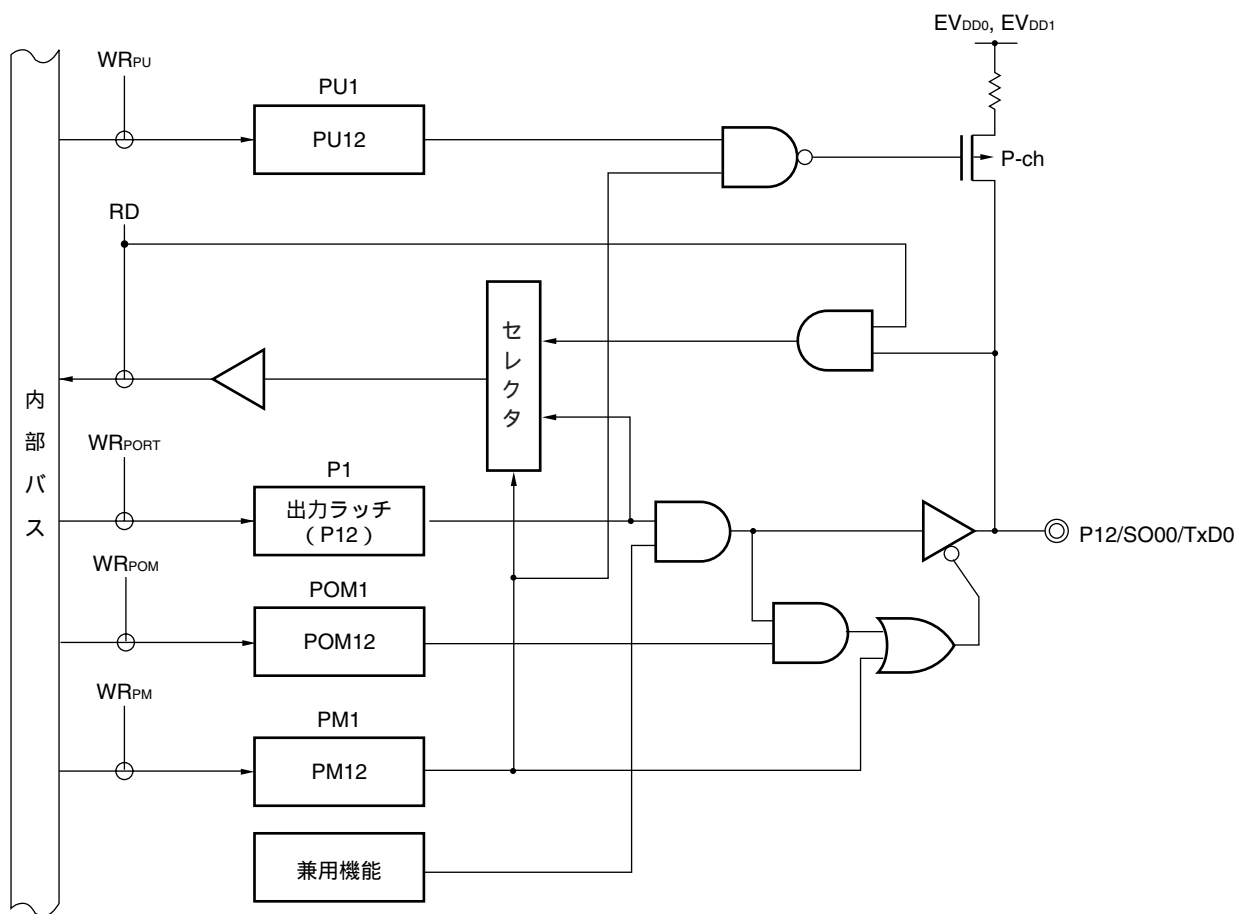 EVDD0, EVDD1
WRPU
PU1
PU12
P-ch
RD
セレクタ
内部バス
WRPORT
P1
出力ラッチ
(P12)
P12/SO00/TxD0
WRPOM
POM1
POM12
WRPM
PM1
PM12
兼用機能